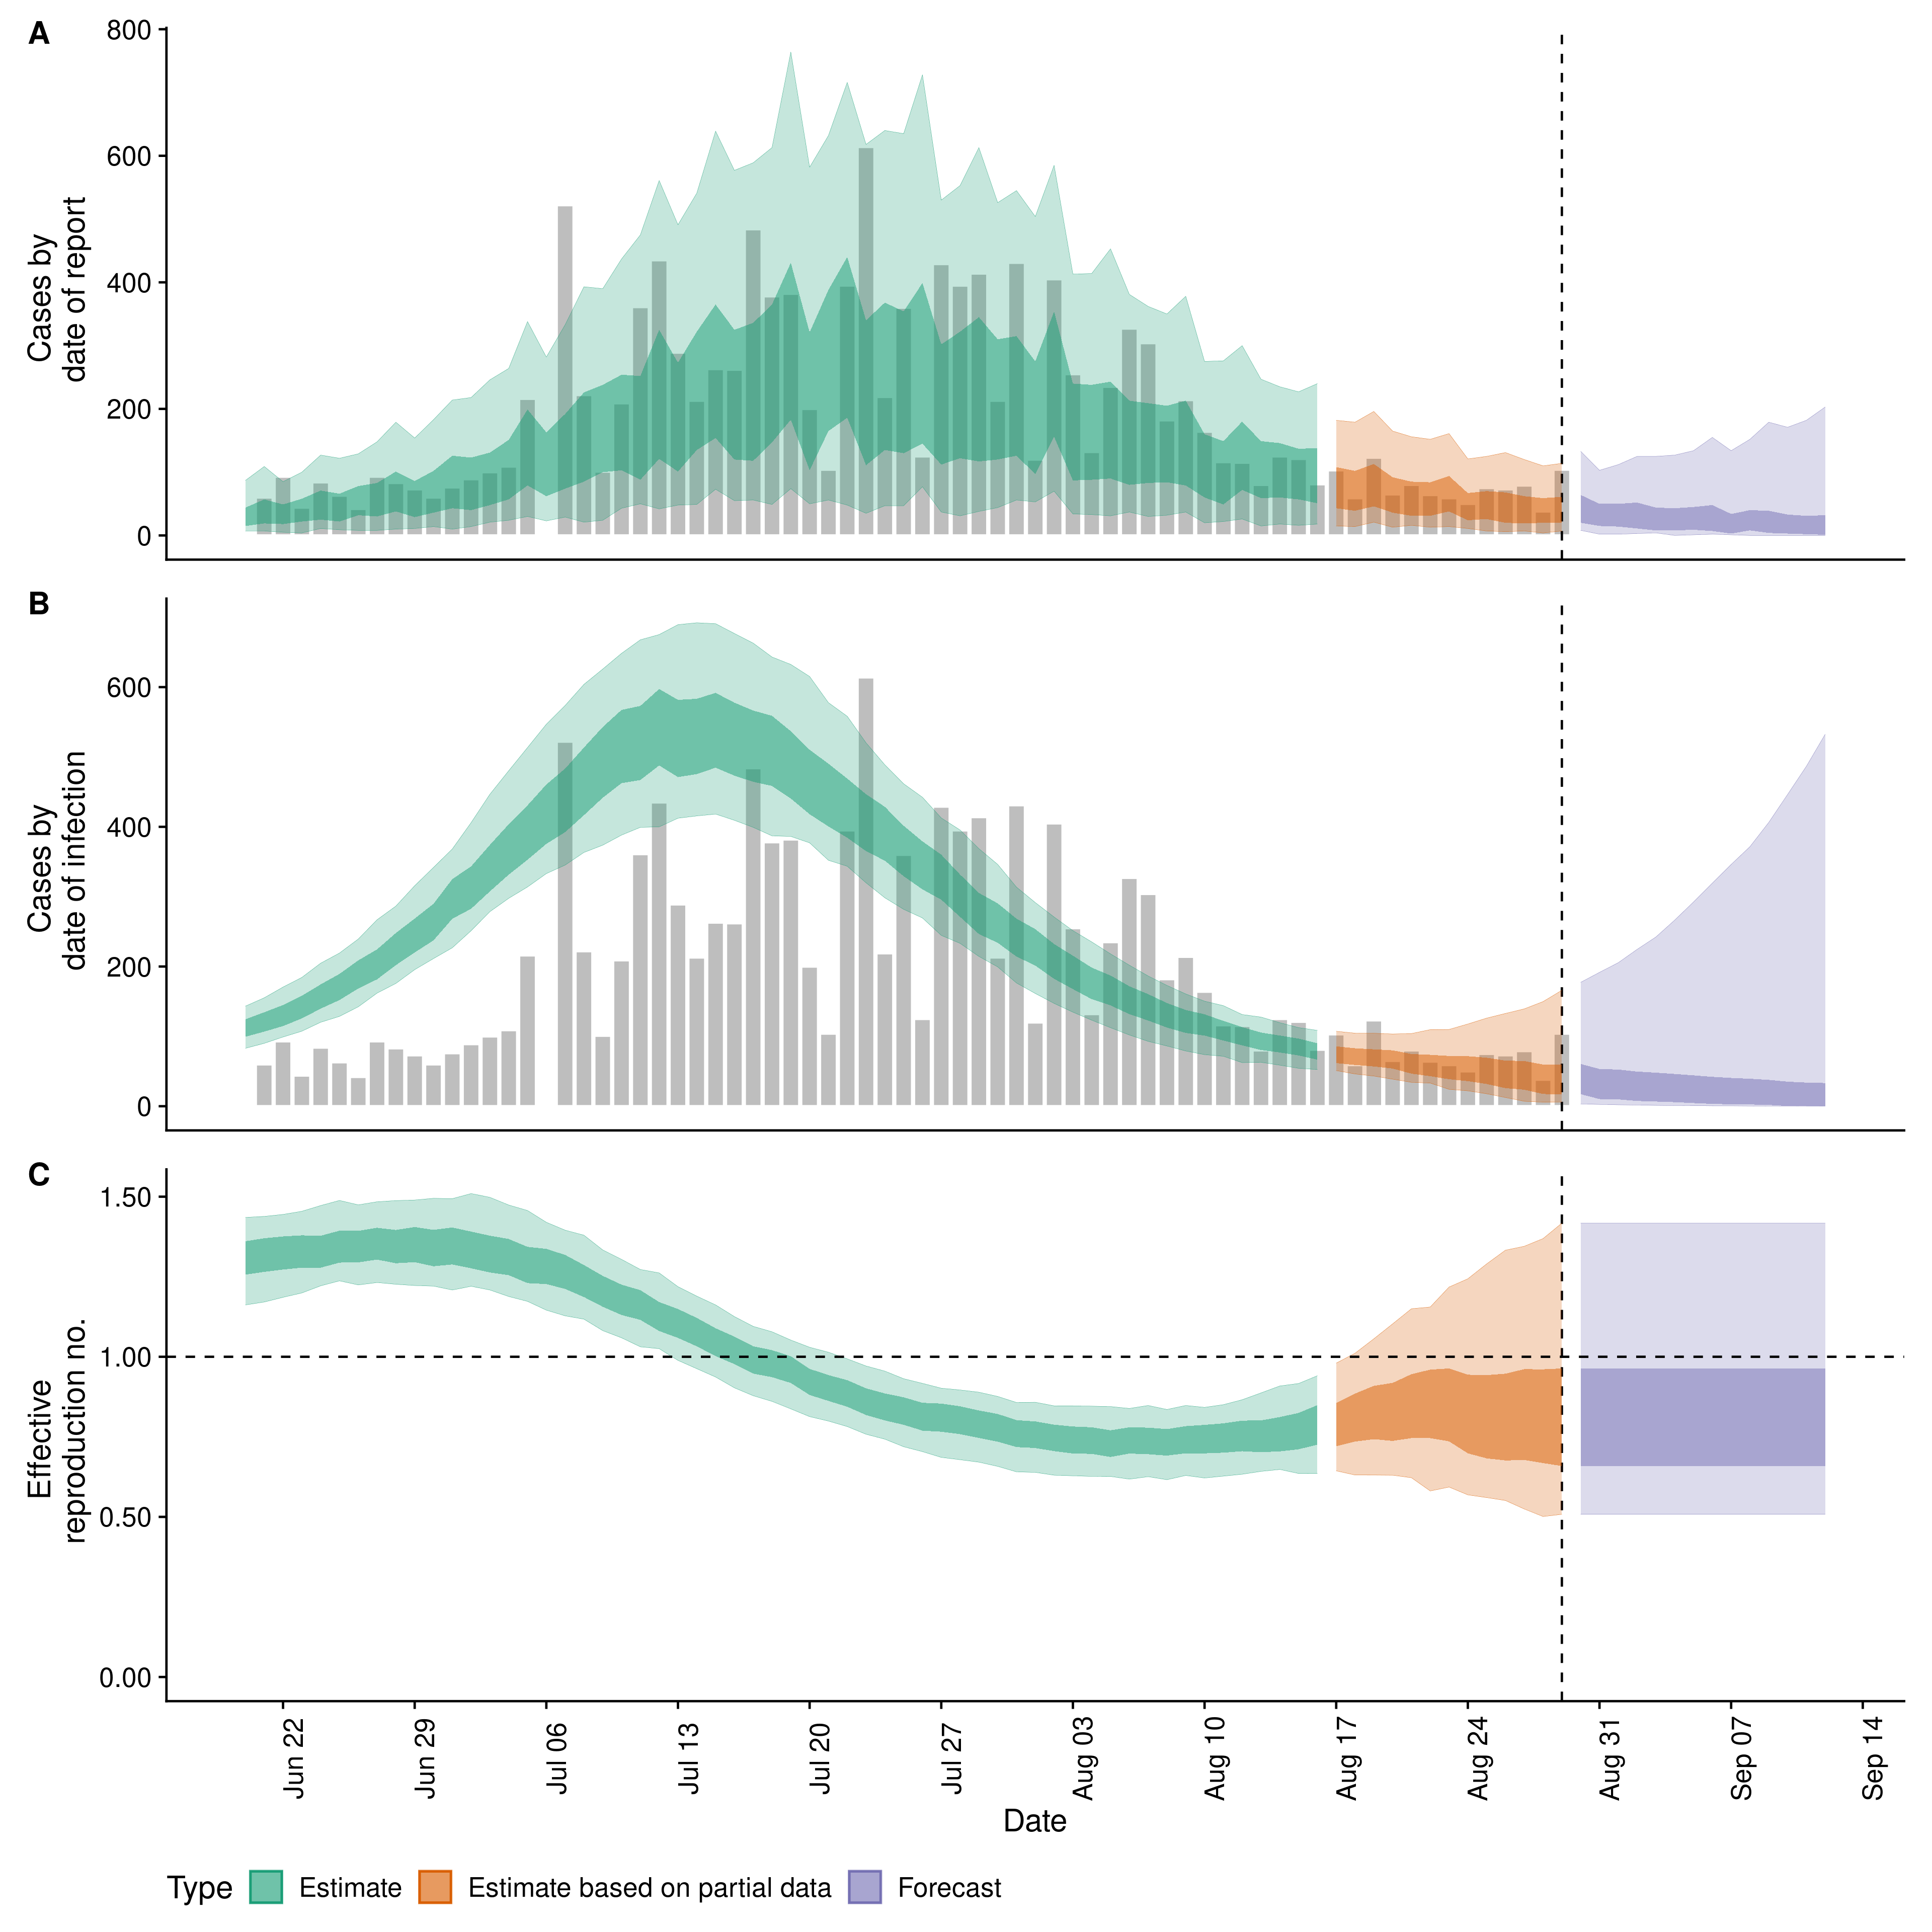 A
800
600
400
200
0
Cases by
date of report
B
600
400
200
0
Cases by
date of infection
C
1.50
1.00
0.50
0.00
Effective
reproduction no.
Jun 22
Jun 29
Jul 06
Jul 13
Jul 20
Jul 27
Aug 03
Aug 10
Aug 17
Aug 24
Aug 31
Sep 07
Sep 14
Date
Type Estimate Estimate based on partial data Forecast